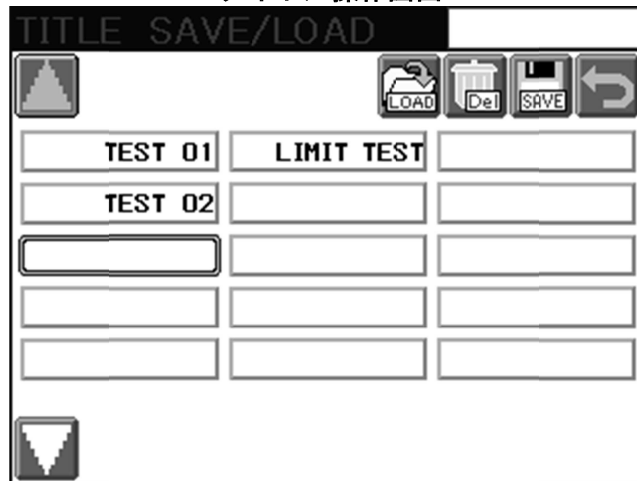 TITLE SAVE/LOAD
LOAD Del SAVE
TEST 01 LIMIT TEST
TEST 02